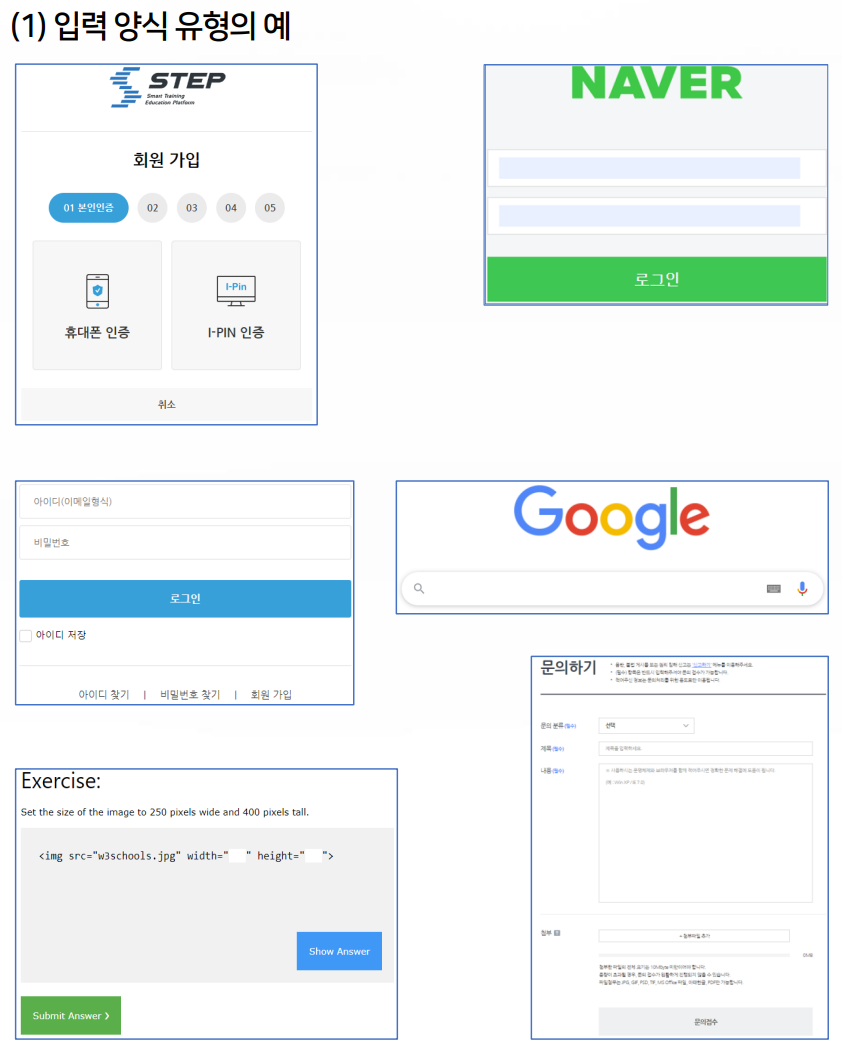 (1) 입력 양식 유형의 예
STEP
Smart Training
Education Platform
회원 가입
01 본인인증 02 03 04 05
I-Pin
휴대폰 인증 I-PIN 인증
취소
NAVER
로그인
아이디(이메일형식)
비밀번호
로그인
아이디 저장
아이디 찾기 | 비밀번호 찾기 | 회원 가입
Google
Exercise:
Set the size of the image to 250 pixels wide and 400 pixels tall.
<img src="w3schools.jpg" width=" " height=" ">
Show Answer
Submit Answer ❯
문의하기
문의 분류 (필수) 선택
제목 (필수) 제목을 입력하세요.
내용 (필수)
첨부
+ 첨부파일 추가
문의접수